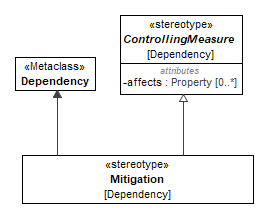 «stereotype»
ControllingMeasure
[Dependency]
attributes
-affects : Property [0..*]
«Metaclass»
Dependency
«stereotype»
Mitigation
[Dependency]